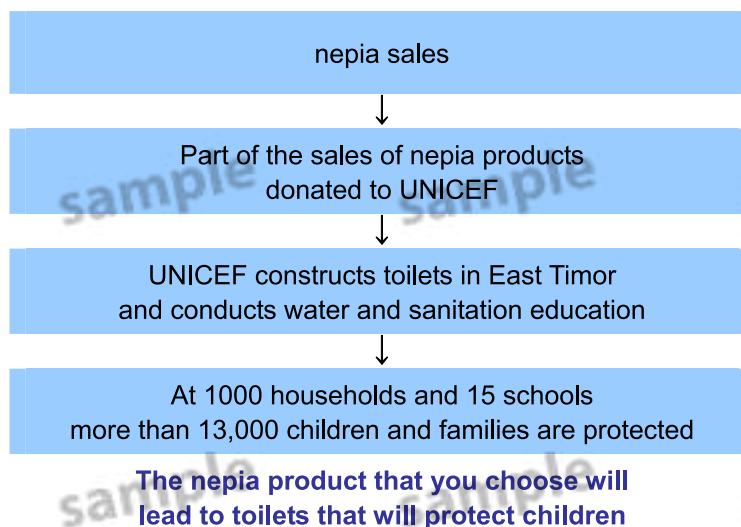 nepia sales
↓
Part of the sales of nepia products
donated to UNICEF
↓
UNICEF constructs toilets in East Timor
and conducts water and sanitation education
↓
At 1000 households and 15 schools
more than 13,000 children and families are protected
The nepia product that you choose will
lead to toilets that will protect children
sample
sample
sample
sample